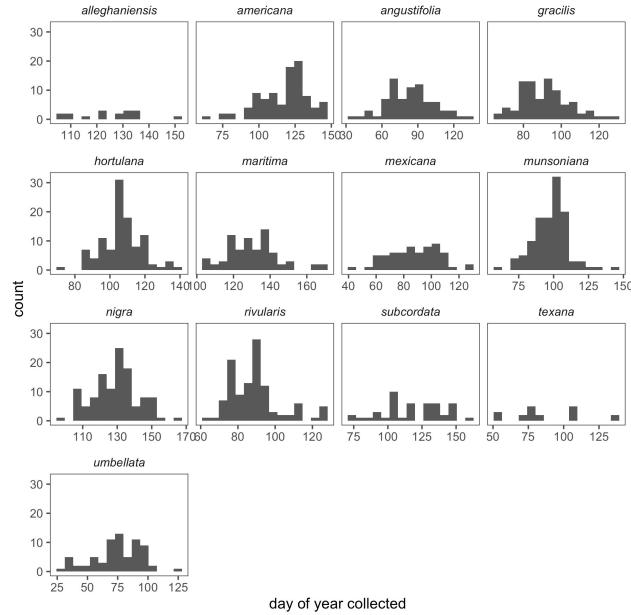 alleghaniensis americana angustifolia gracilis
30
20
10
0
110 120 130 140 150 75 100 125 150 30 60 90 120 80 100 120
hortulana maritima mexicana munsoniana
30
20
10
0
80 100 120 140 100 120 140 160 40 60 80 100 120 75 100 125 150
count
nigra rivularis subcordata texana
30
20
10
0
110 130 150 170 60 80 100 120 75 100 125 150 50 75 100 125
umbellata
30
20
10
0
25 50 75 100 125
day of year collected